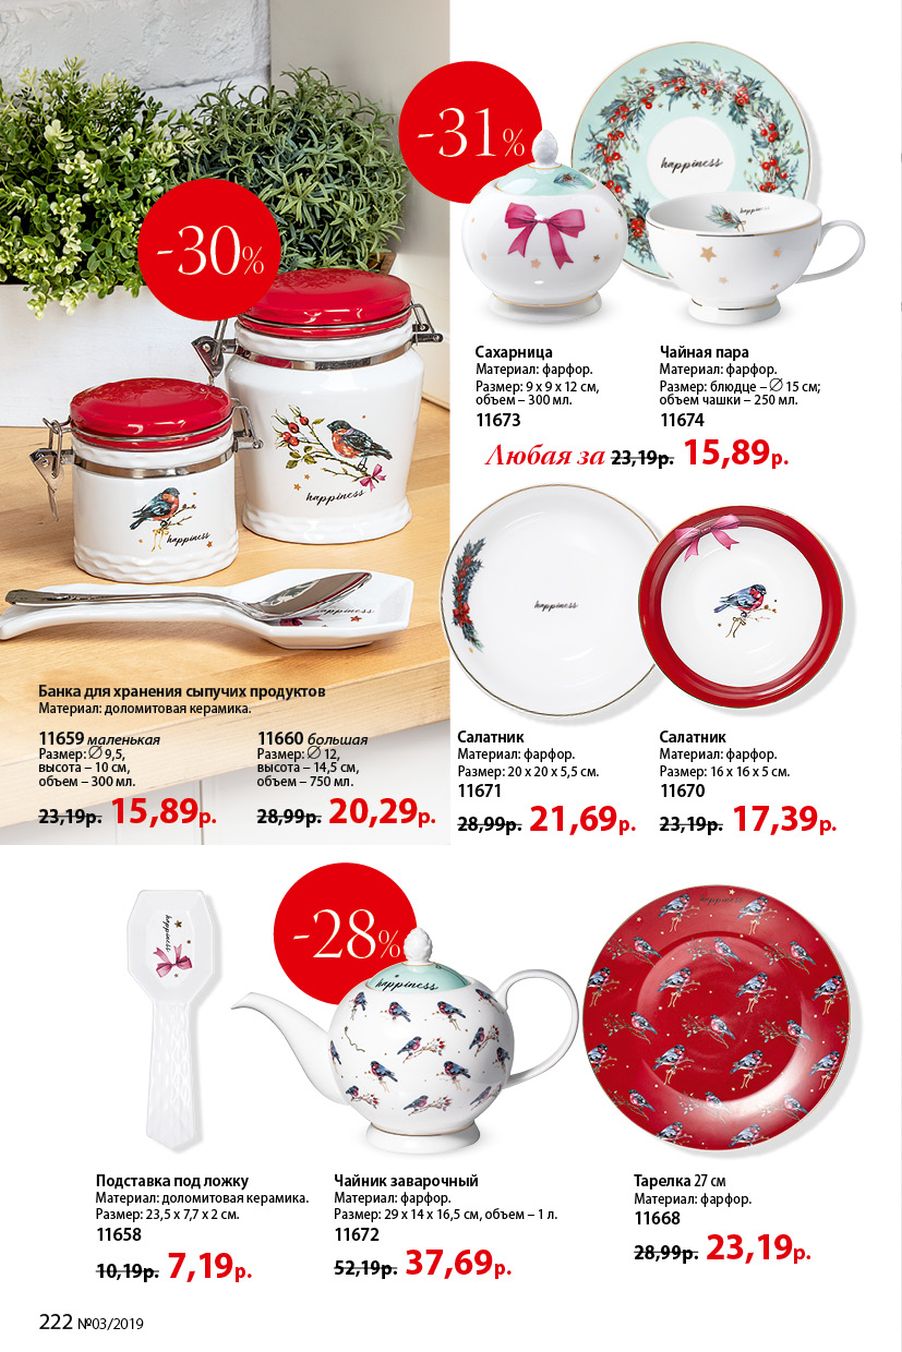 -31%
happiness
happiness
-30%
Сахарница
Материал: фарфор.
Размер: 9 х 9 х 12 см,
объем – 300 мл.
11673
Чайная пара
Материал: фарфор.
Размер: блюдце – ∅ 15 см;
объем чашки – 250 мл.
11674
Любая за 23,19р. 15,89р.
happiness
happiness
happiness
happiness
Банка для хранения сыпучих продуктов
Материал: доломитовая керамика.
11659 маленькая
Размер: ∅ 9,5,
высота – 10 см,
объем – 300 мл.
23,19р. 15,89р.
11660 большая
Размер: ∅ 12,
высота – 14,5 см,
объем – 750 мл.
28,99р. 20,29р.
Салатник
Материал: фарфор.
Размер: 20 х 20 х 5,5 см.
11671
28,99р. 21,69р.
Салатник
Материал: фарфор.
Размер: 16 х 16 х 5 см.
11670
23,19р. 17,39р.
happiness
-28%
happiness
Подставка под ложку
Материал: доломитовая керамика.
Размер: 23,5 х 7,7 х 2 см.
11658
10,19р. 7,19р.
Чайник заварочный
Материал: фарфор.
Размер: 29 х 14 х 16,5 см, объем – 1 л.
11672
52,19р. 37,69р.
Тарелка 27 см
Материал: фарфор.
11668
28,99р. 23,19р.
222 №03/2019